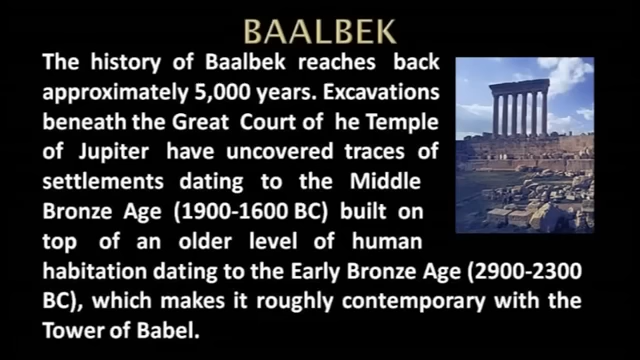 BAALBEK
The history of Baalbek reaches back
approximately 5,000 years. Excavations
beneath the Great Court of he Temple
of Jupiter have uncovered traces of
settlements dating to the Middle
Bronze Age (1900-1600 BC) built on
top of an older level of human
habitation dating to the Early Bronze Age (2900-2300
BC), which makes it roughly contemporary with the
Tower of Babel.